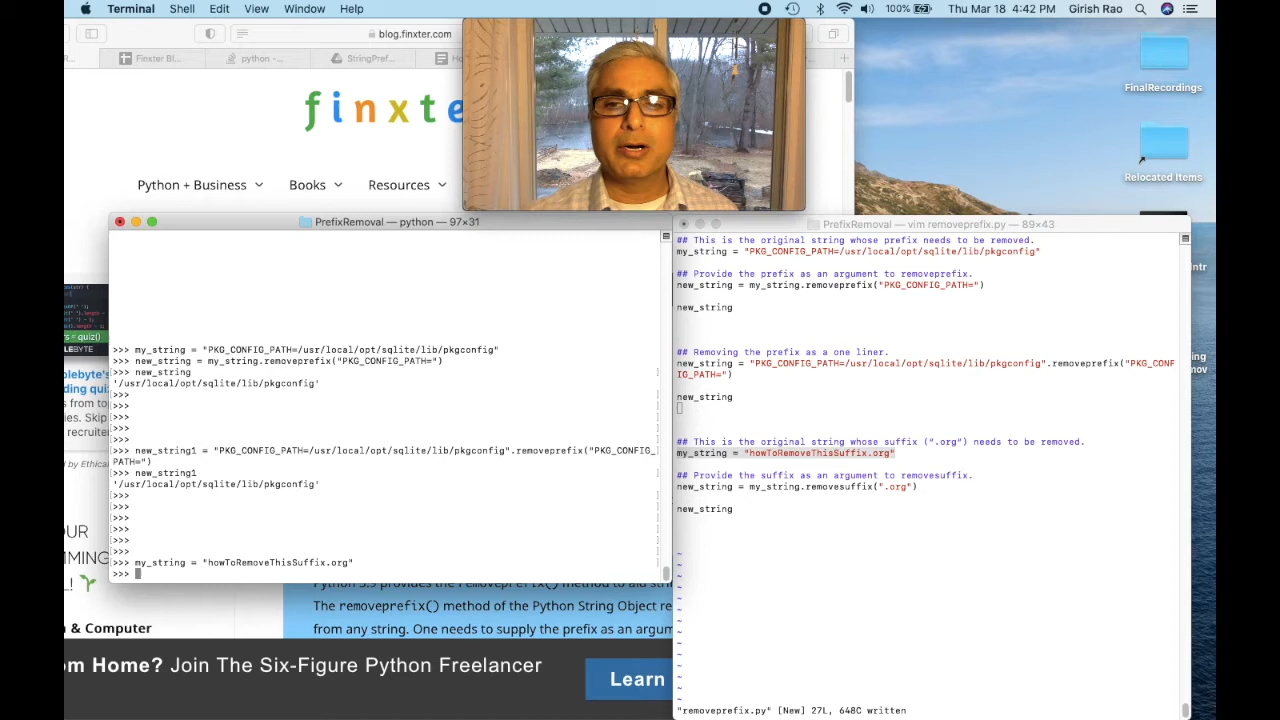 Terminal Shell Edit View Window Help 100% Thu Mar 18 4:42 PM Girish Rao
blog.finxter.com
Finxter Bl... python -... StringPref... Ho
finxte
Python + Business Books Resources
FinalRecordings
Relocated Items
PrefixRemoval — python — 97×31
>>> my_string = "PKG_CONFIG_PATH=/usr/local/opt/sqlite/lib/pkgconfig"
>>> new_string = my_string.removeprefix("PKG_CONFIG_PATH=")
>>> new_string
'/usr/local/opt/sqlite/lib/pkgconfig'
>>>
>>>
>>>
>>>
>>>
>>> new_string1 = "PKG_CONFIG_PATH=/usr/local/opt/sqlite/lib/pkgconfig".removeprefix("PKG_CONFIG_
PATH=")
>>> new_string1
'/usr/local/opt/sqlite/lib/pkgconfig'
>>>
>>>
>>>
>>>
>>>
>>>
>>> my_string = "howToRemoveThisSuffix.org"
>>>
PrefixRemoval — vim removeprefix.py — 89×43
## This is the original string whose prefix needs to be removed.
my_string = "PKG_CONFIG_PATH=/usr/local/opt/sqlite/lib/pkgconfig"
## Provide the prefix as an argument to removeprefix.
new_string = my_string.removeprefix("PKG_CONFIG_PATH=")
new_string
## Removing the prefix as a one liner.
new_string = "PKG_CONFIG_PATH=/usr/local/opt/sqlite/lib/pkgconfig".removeprefix("PKG_CONF
IG_PATH=")
new_string
## This is the original string whose suffix (".org") needs to be removed.
my_string = "howToRemoveThisSuffix.org"
## Provide the suffix as an argument to removesuffix.
new_string = my_string.removesuffix(".org")
new_string
~
~
~
~
~
~
~
~
~
~
~
~
~
~
"removeprefix.py" [New] 27L, 648C written
The removeprefix() method of the Python String Object re
ry string. One needs to supply the prefix as an argum
om Home? Join The Six-Figure Python Freelancer
Learn